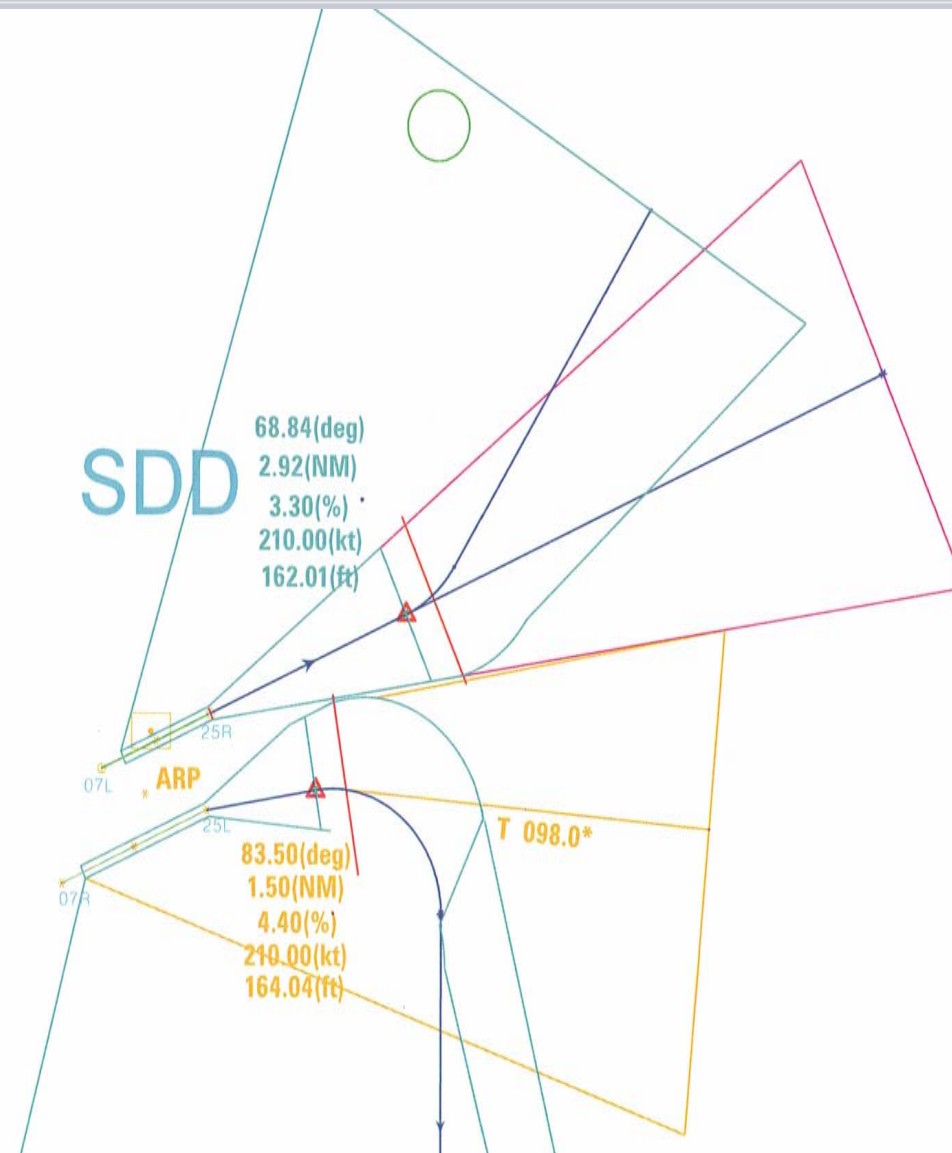 68.84(deg)
SDD
2.92(NM)
3.30(%)
210.00(kt)
162.01(ft)
25R
07L
ARP
25L
T 098.0*
83.50(deg)
1.50(NM)
07R
4.40(%)
210.00(kt)
164.04(ft)